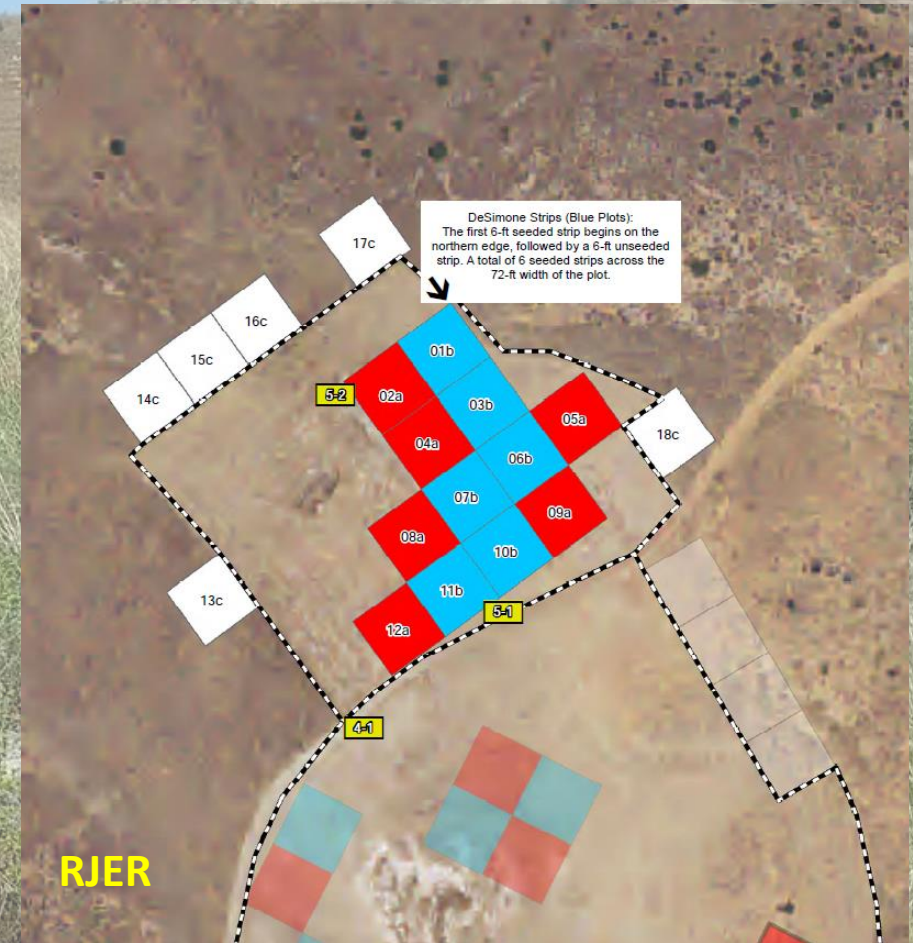 17c
DeSimone Strips (Blue Plots):
The first 6-ft seeded strip begins on the
northern edge, followed by a 6-ft unseeded
strip. A total of 6 seeded strips across the
72-ft width of the plot.
16c
15c
14c
01b
5-2
02a
03b
05a
04a
18c
06b
07b
09a
08a
10b
13c
11b
5-1
12a
4-1
RJER